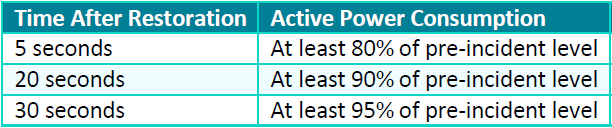 Time After Restoration Active Power Consumption
5 seconds At least 80% of pre-incident level
20 seconds At least 90% of pre-incident level
30 seconds At least 95% of pre-incident level